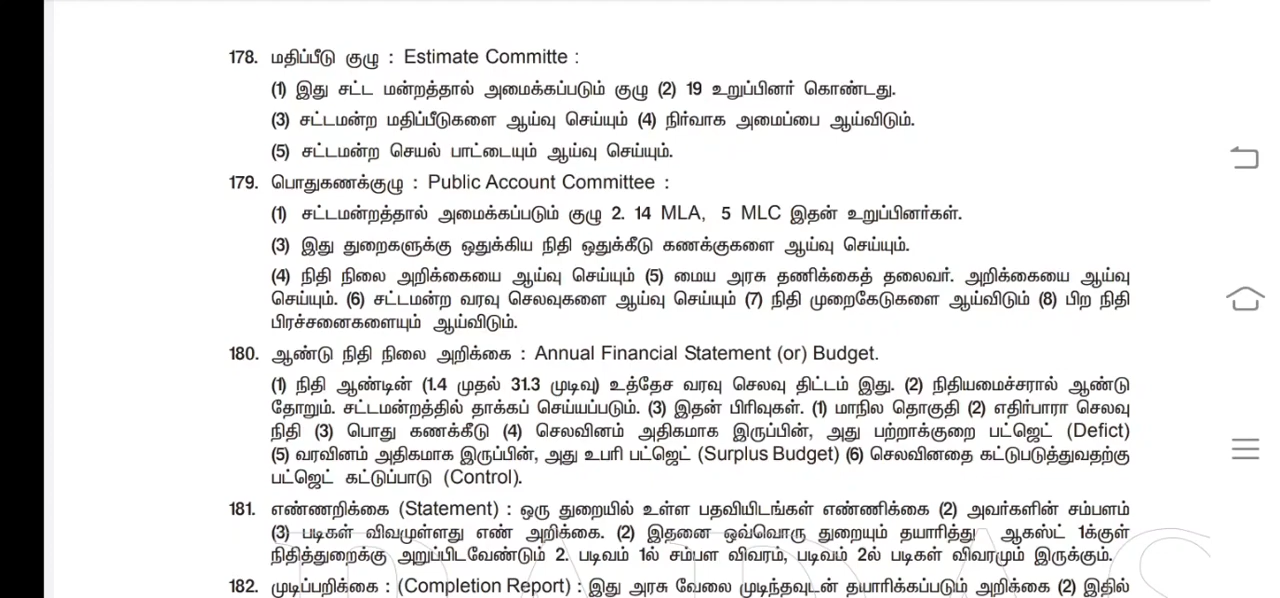 178. மதிப்பீடு குழு : Estimate Committe :
(1) இது சட்ட மன்றத்தால் அமைக்கப்படும் குழு (2) 19 உறுப்பினர் கொண்டது.
(3) சட்டமன்ற மதிப்பீடுகளை ஆய்வு செய்யும் (4) நிர்வாக அமைப்பை ஆய்விடும்.
(5) சட்டமன்ற செயல் பாட்டையும் ஆய்வு செய்யும்.
179. பொதுகணக்குழு : Public Account Committee :
(1) சட்டமன்றத்தால் அமைக்கப்படும் குழு 2. 14 MLA, 5 MLC இதன் உறுப்பினர்கள்.
(3) இது துறைகளுக்கு ஒதுக்கிய நிதி ஒதுக்கீடு கணக்குகளை ஆய்வு செய்யும்.
(4) நிதி நிலை அறிக்கையை ஆய்வு செய்யும் (5) மைய அரசு தணிக்கைத் தலைவர். அறிக்கையை ஆய்வு
செய்யும். (6) சட்டமன்ற வரவு செலவுகளை ஆய்வு செய்யும் (7) நிதி முறைகேடுகளை ஆய்விடும் (8) பிற நிதி
பிரச்சனைகளையும் ஆய்விடும்.
180. ஆண்டு நிதி நிலை அறிக்கை : Annual Financial Statement (or) Budget.
(1) நிதி ஆண்டின் (1.4 முதல் 31.3 முடிவு) உத்தேச வரவு செலவு திட்டம் இது. (2) நிதியமைச்சரால் ஆண்டு
தோறும். சட்டமன்றத்தில் தாக்கப் செய்யப்படும். (3) இதன் பிரிவுகள். (1) மாநில தொகுதி (2) எதிர்பாரா செலவு
நிதி (3) பொது கணக்கீடு (4) செலவினம் அதிகமாக இருப்பின், அது பற்றாக்குறை பட்ஜெட் (Defict)
(5) வரவினம் அதிகமாக இருப்பின், அது உபரி பட்ஜெட் (Surplus Budget) (6) செலவினதை கட்டுபடுத்துவதற்கு
பட்ஜெட் கட்டுப்பாடு (Control).
181. எண்ணறிக்கை (Statement) : ஒரு துறையில் உள்ள பதவியிடங்கள் எண்ணிக்கை (2) அவர்களின் சம்பளம்
(3) படிகள் விவமுள்ளது எண் அறிக்கை. (2) இதனை ஒவ்வொரு துறையும் தயாரித்து ஆகஸ்ட் 1க்குள்
நிதித்துறைக்கு அறுப்பிடவேண்டும் 2. படிவம் 1ல் சம்பள விவரம், படிவம் 2ல் படிகள் விவரமும் இருக்கும்.
182. முடிப்பறிக்கை : (Completion Report) : இது அரசு வேலை முடிந்தவுடன் தயாரிக்கப்படும் அறிக்கை (2) இதில்